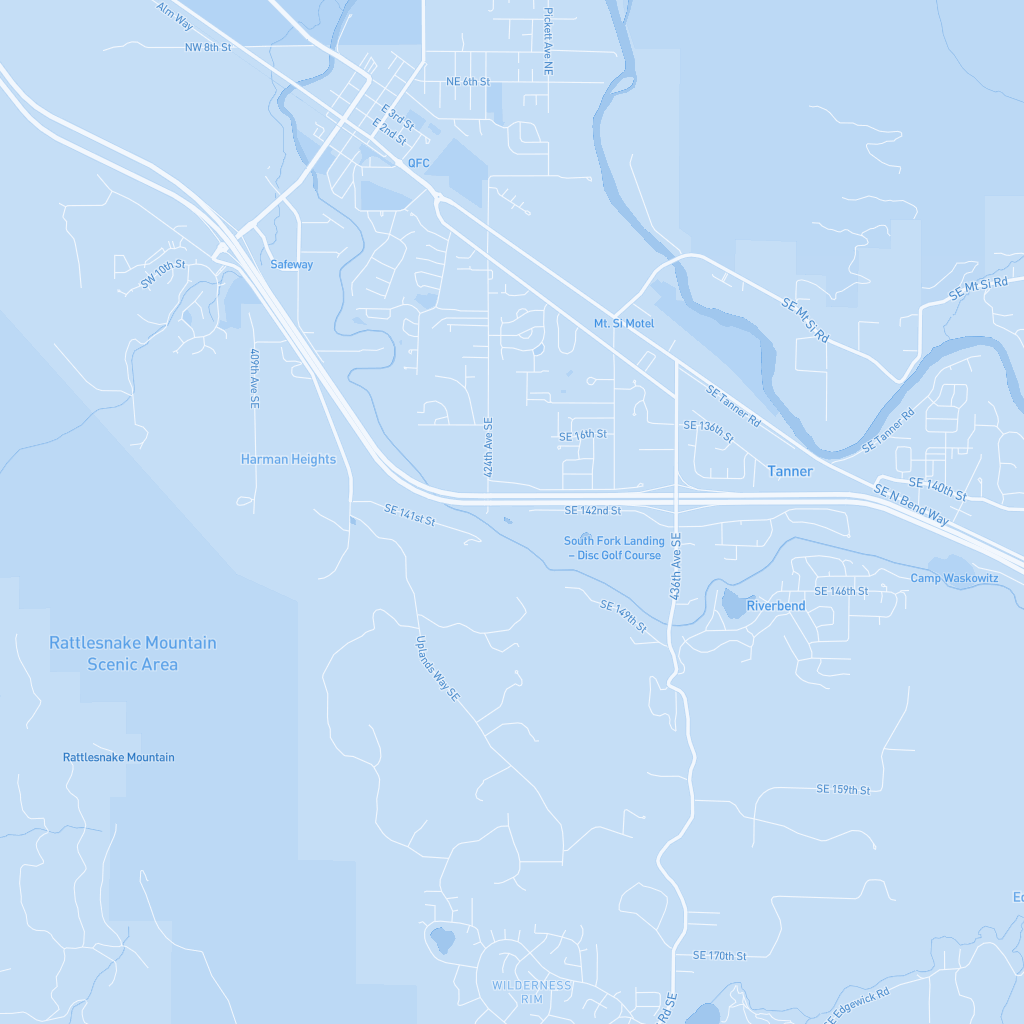 Alm Way
NW 8th St
Pickett Ave NE
NE 6th St
E 3rd St
E 2nd St
QFC
SW 10th St
Safeway
Mt. Si Motel
SE Mt Si Rd
SE Mt Si Rd
409th Ave SE
SE Tanner Rd
SE Tanner Rd
424th Ave SE
SE 16th St
SE 136th St
Harman Heights
Tanner
SE 140th St
SE N Bend Way
SE 141st St
SE 142nd St
South Fork Landing
– Disc Golf Course
436th Ave SE
Camp Waskowitz
SE 146th St
Riverbend
SE 149th St
Rattlesnake Mountain
Scenic Area
Uplands Way SE
Rattlesnake Mountain
SE 159th St
SE 170th St
WILDERNESS
RIM
Rd SE
SE Edgewick Rd